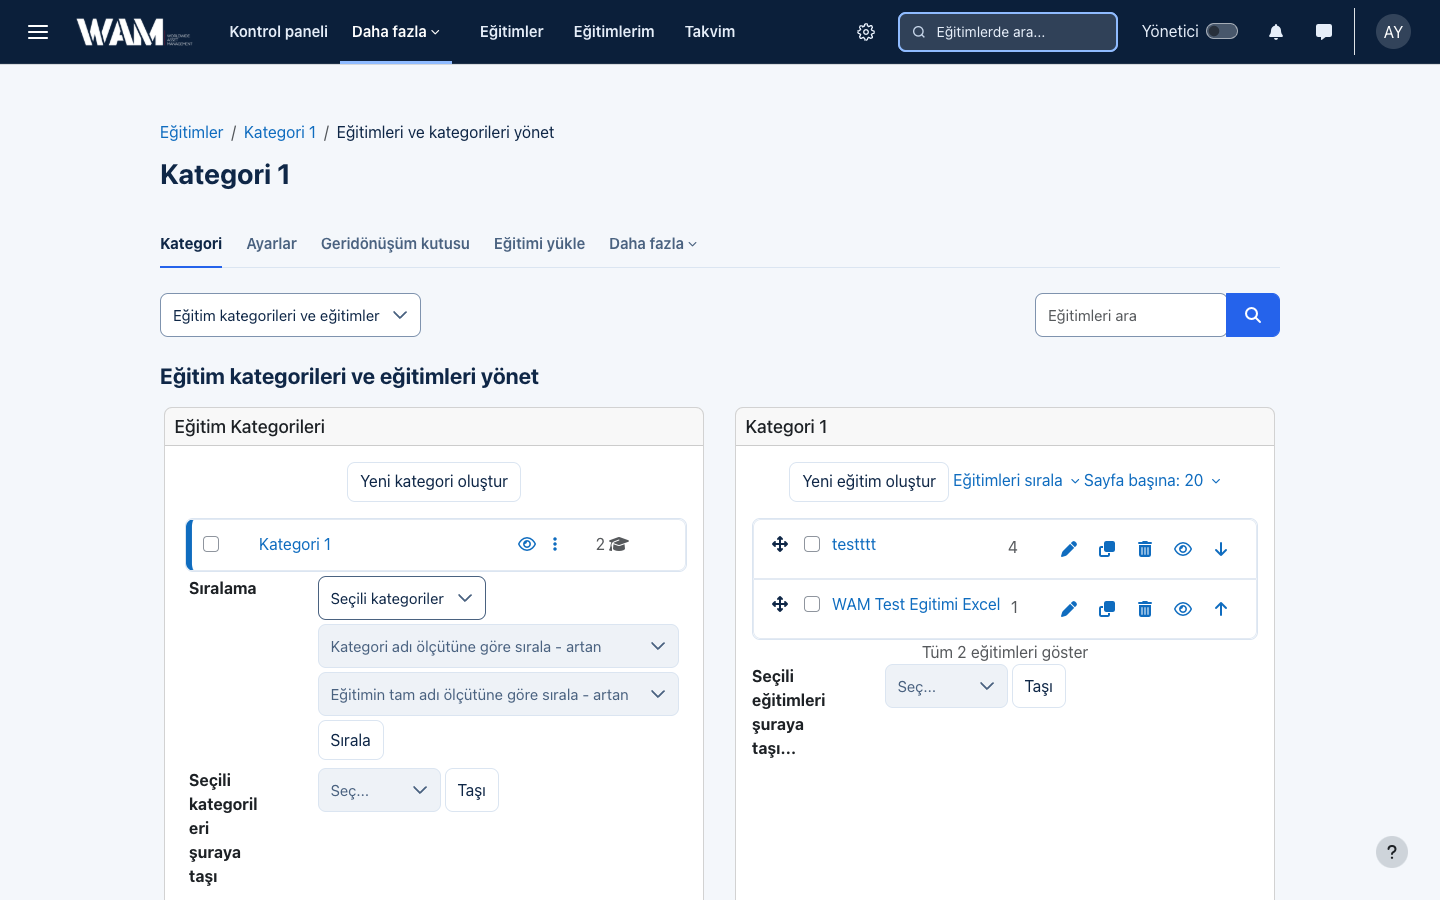 WAM
Kontrol paneli
Daha fazla
Eğitimler
Eğitimlerim
Takvim
Eğitimlerde ara...
Yönetici
AY
Eğitimler / Kategori 1 / Eğitimleri ve kategorileri yönet
Kategori 1
Kategori
Ayarlar
Geridönüşüm kutusu
Eğitimi yükle
Daha fazla
Eğitim kategorileri ve eğitimler
Eğitimleri ara
Eğitim kategorileri ve eğitimleri yönet
Eğitim Kategorileri
Yeni kategori oluştur
Kategori 1
2
Sıralama
Seçili kategoriler
Kategori adı ölçütüne göre sırala - artan
Eğitimin tam adı ölçütüne göre sırala - artan
Sırala
Seçili
kategoril
eri
şuraya
taşı
Seç...
Taşı
Kategori 1
Yeni eğitim oluştur
Eğitimleri sırala
Sayfa başına: 20
testttt
4
WAM Test Egitimi Excel
1
Tüm 2 eğitimleri göster
Seçili
eğitimleri
şuraya
taşı...
Seç...
Taşı
?